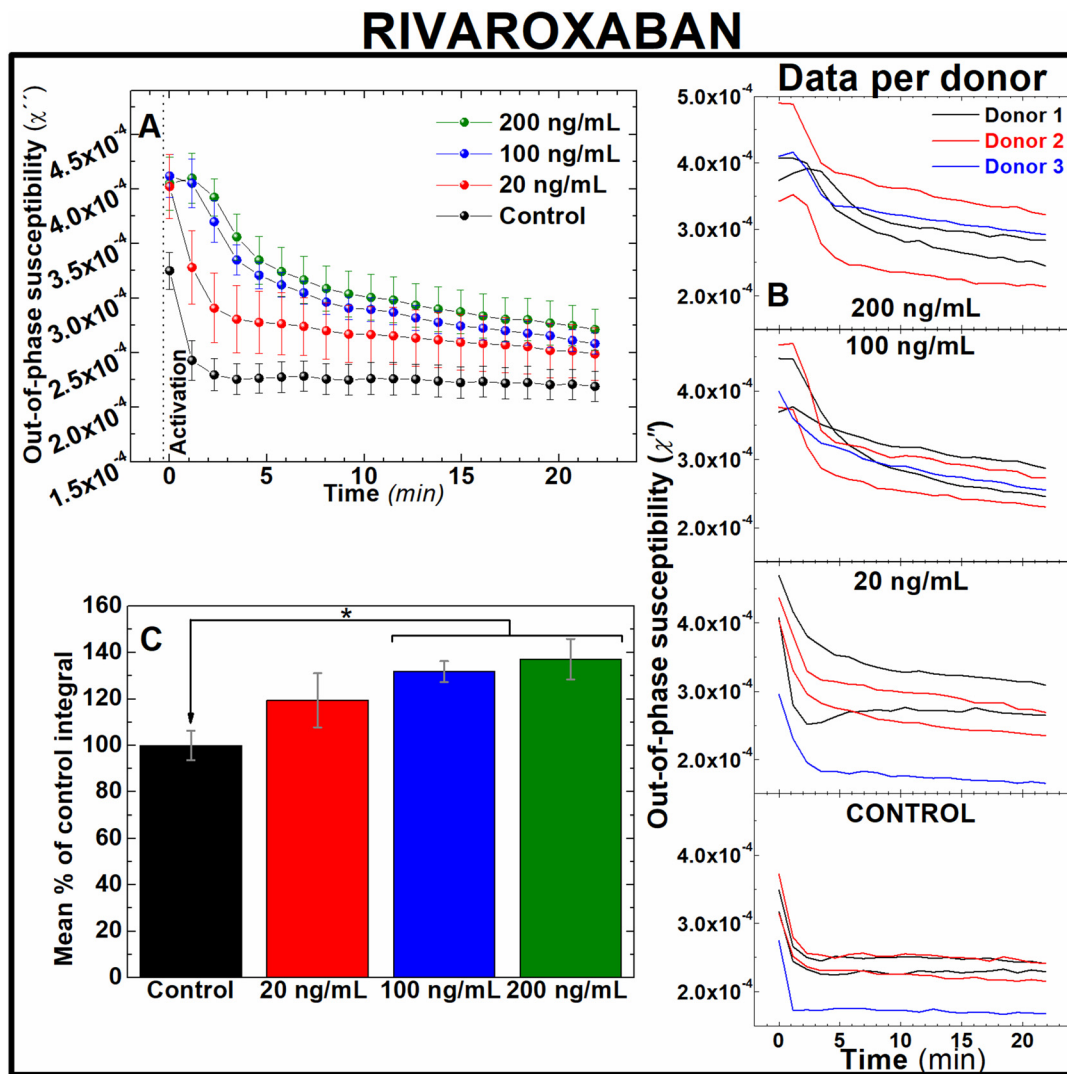 RIVAROXABAN
A
Out-of-phase susceptibility (χ´´)
4.5x10⁻⁴
4.0x10⁻⁴
3.5x10⁻⁴
3.0x10⁻⁴
2.5x10⁻⁴
2.0x10⁻⁴
1.5x10⁻⁴
200 ng/mL
100 ng/mL
20 ng/mL
Control
Activation
0 5 10 15 20
Time (min)
C
Mean % of control integral
160
140
120
100
80
60
40
20
0
*
Control 20 ng/mL 100 ng/mL 200 ng/mL
Data per donor
Out-of-phase susceptibility (χ″)
5.0x10⁻⁴
4.0x10⁻⁴
3.0x10⁻⁴
2.0x10⁻⁴
Donor 1
Donor 2
Donor 3
B
200 ng/mL
100 ng/mL
4.0x10⁻⁴
3.0x10⁻⁴
2.0x10⁻⁴
20 ng/mL
4.0x10⁻⁴
3.0x10⁻⁴
2.0x10⁻⁴
CONTROL
4.0x10⁻⁴
3.0x10⁻⁴
2.0x10⁻⁴
0 5 10 15 20
Time (min)